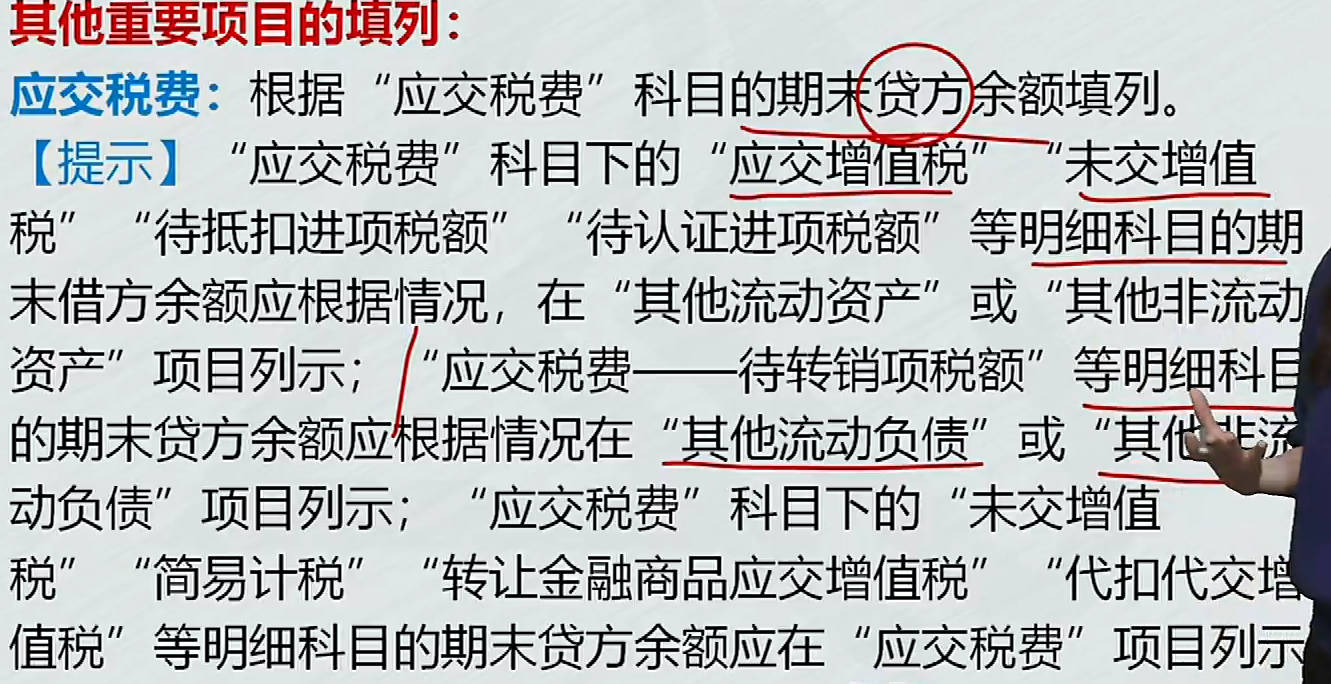 其他重要项目的填列：
应交税费：根据“应交税费”科目的期末贷方余额填列。
【提示】“应交税费”科目下的“应交增值税”“未交增值
税”“待抵扣进项税额”“待认证进项税额”等明细科目的期
末借方余额应根据情况，在“其他流动资产”或“其他非流动
资产”项目列示；“应交税费——待转销项税额”等明细科目
的期末贷方余额应根据情况在“其他流动负债”或“其他非流
动负债”项目列示；“应交税费”科目下的“未交增值
税”“简易计税”“转让金融商品应交增值税”“代扣代交增
值税”等明细科目的期末贷方余额应在“应交税费”项目列示